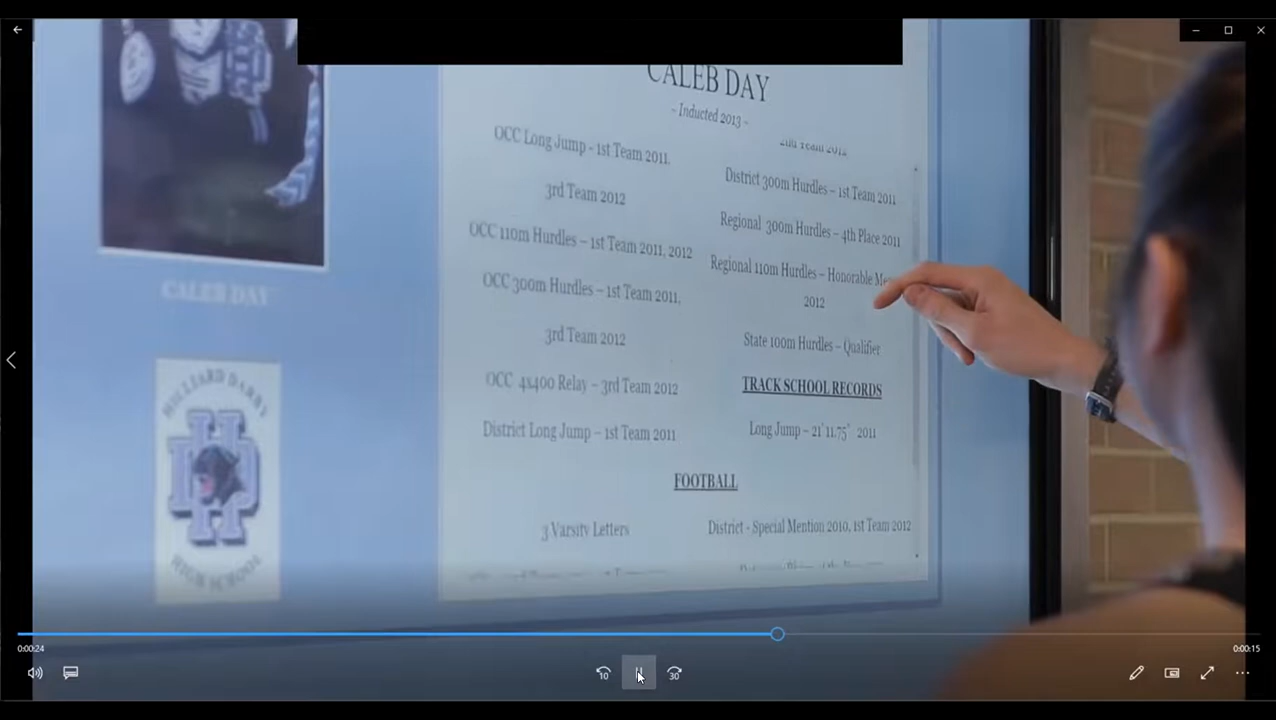 CALEB DAY
- Inducted 2013 -
OCC Long Jump - 1st Team 2011,
3rd Team 2012
OCC 110m Hurdles – 1st Team 2011, 2012
OCC 300m Hurdles – 1st Team 2011,
3rd Team 2012
OCC 4x400 Relay – 3rd Team 2012
District Long Jump – 1st Team 2011
2nd Team 2012
District 300m Hurdles – 1st Team 2011
Regional 300m Hurdles – 4th Place 2011
Regional 110m Hurdles – Honorable Me
2012
State 100m Hurdles – Qualifier
TRACK SCHOOL RECORDS
Long Jump – 21' 11.75" 2011
FOOTBALL
3 Varsity Letters
District - Special Mention 2010, 1st Team 2012
CALEB DAY
HILLIARD DARBY
HIGH SCHOOL
0:00:24
0:00:15
10
30